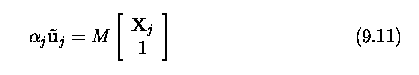 α_j ũ_j = M [ X_j 1 ] (9.11)